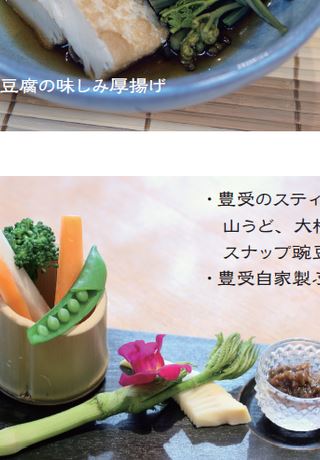 豆腐の味しみ厚揚げ
・豊受のスティ
山うど、大根
スナップ豌豆
・豊受自家製ふ